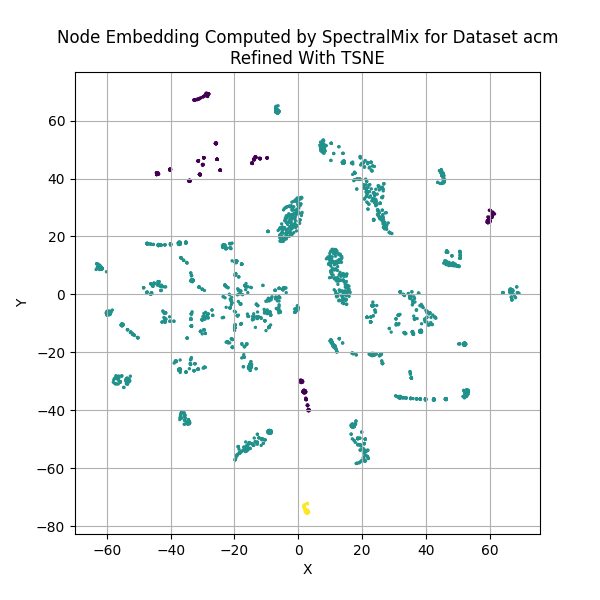 Node Embedding Computed by SpectralMix for Dataset acm
Refined With TSNE
60
40
20
0
−20
−40
−60
−80
Y
−60 −40 −20 0 20 40 60
X